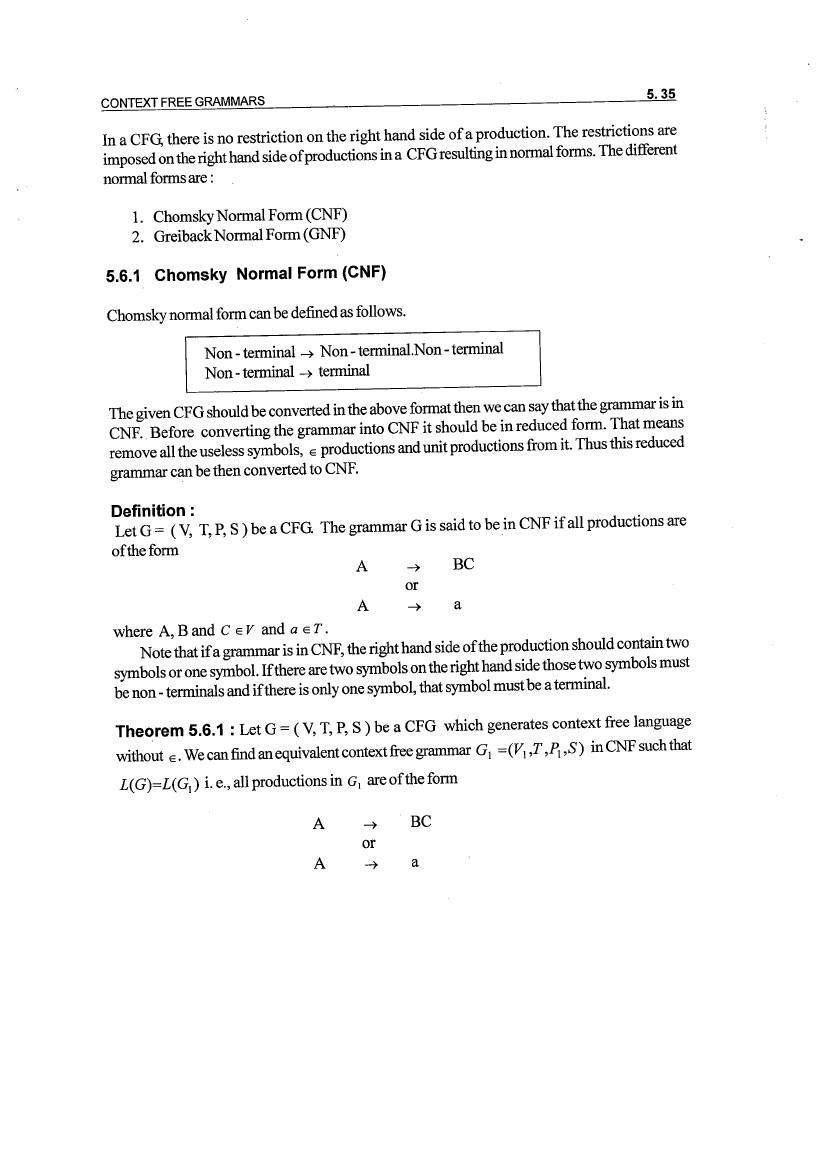 CONTEXT FREE GRAMMARS 5.35
In a CFG, there is no restriction on the right hand side of a production. The restrictions are
imposed on the right hand side of productions in a CFG resulting in normal forms. The different
normal forms are :
1. Chomsky Normal Form (CNF)
2. Greiback Normal Form (GNF)
5.6.1 Chomsky Normal Form (CNF)
Chomsky normal form can be defined as follows.
Non - terminal → Non - terminal.Non - terminal
Non - terminal → terminal
The given CFG should be converted in the above format then we can say that the grammar is in
CNF. Before converting the grammar into CNF it should be in reduced form. That means
remove all the useless symbols, ∈ productions and unit productions from it. Thus this reduced
grammar can be then converted to CNF.
Definition :
Let G = ( V, T, P, S ) be a CFG. The grammar G is said to be in CNF if all productions are
of the form
A → BC
or
A → a
where A, B and C ∈ V and a ∈ T .
Note that if a grammar is in CNF, the right hand side of the production should contain two
symbols or one symbol. If there are two symbols on the right hand side those two symbols must
be non - terminals and if there is only one symbol, that symbol must be a terminal.
Theorem 5.6.1 : Let G = ( V, T, P, S ) be a CFG which generates context free language
without ∈. We can find an equivalent context free grammar G₁ =(V₁ ,T ,P₁ ,S) in CNF such that
L(G)=L(G₁) i. e., all productions in G₁ are of the form
A → BC
or
A → a